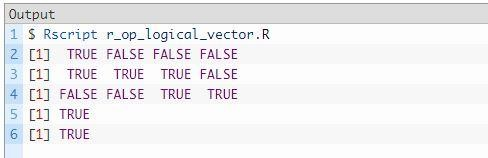 Output
1 $ Rscript r_op_logical_vector.R
2 [1]  TRUE FALSE FALSE FALSE
3 [1]  TRUE  TRUE  TRUE FALSE
4 [1] FALSE FALSE  TRUE  TRUE
5 [1] TRUE
6 [1] TRUE